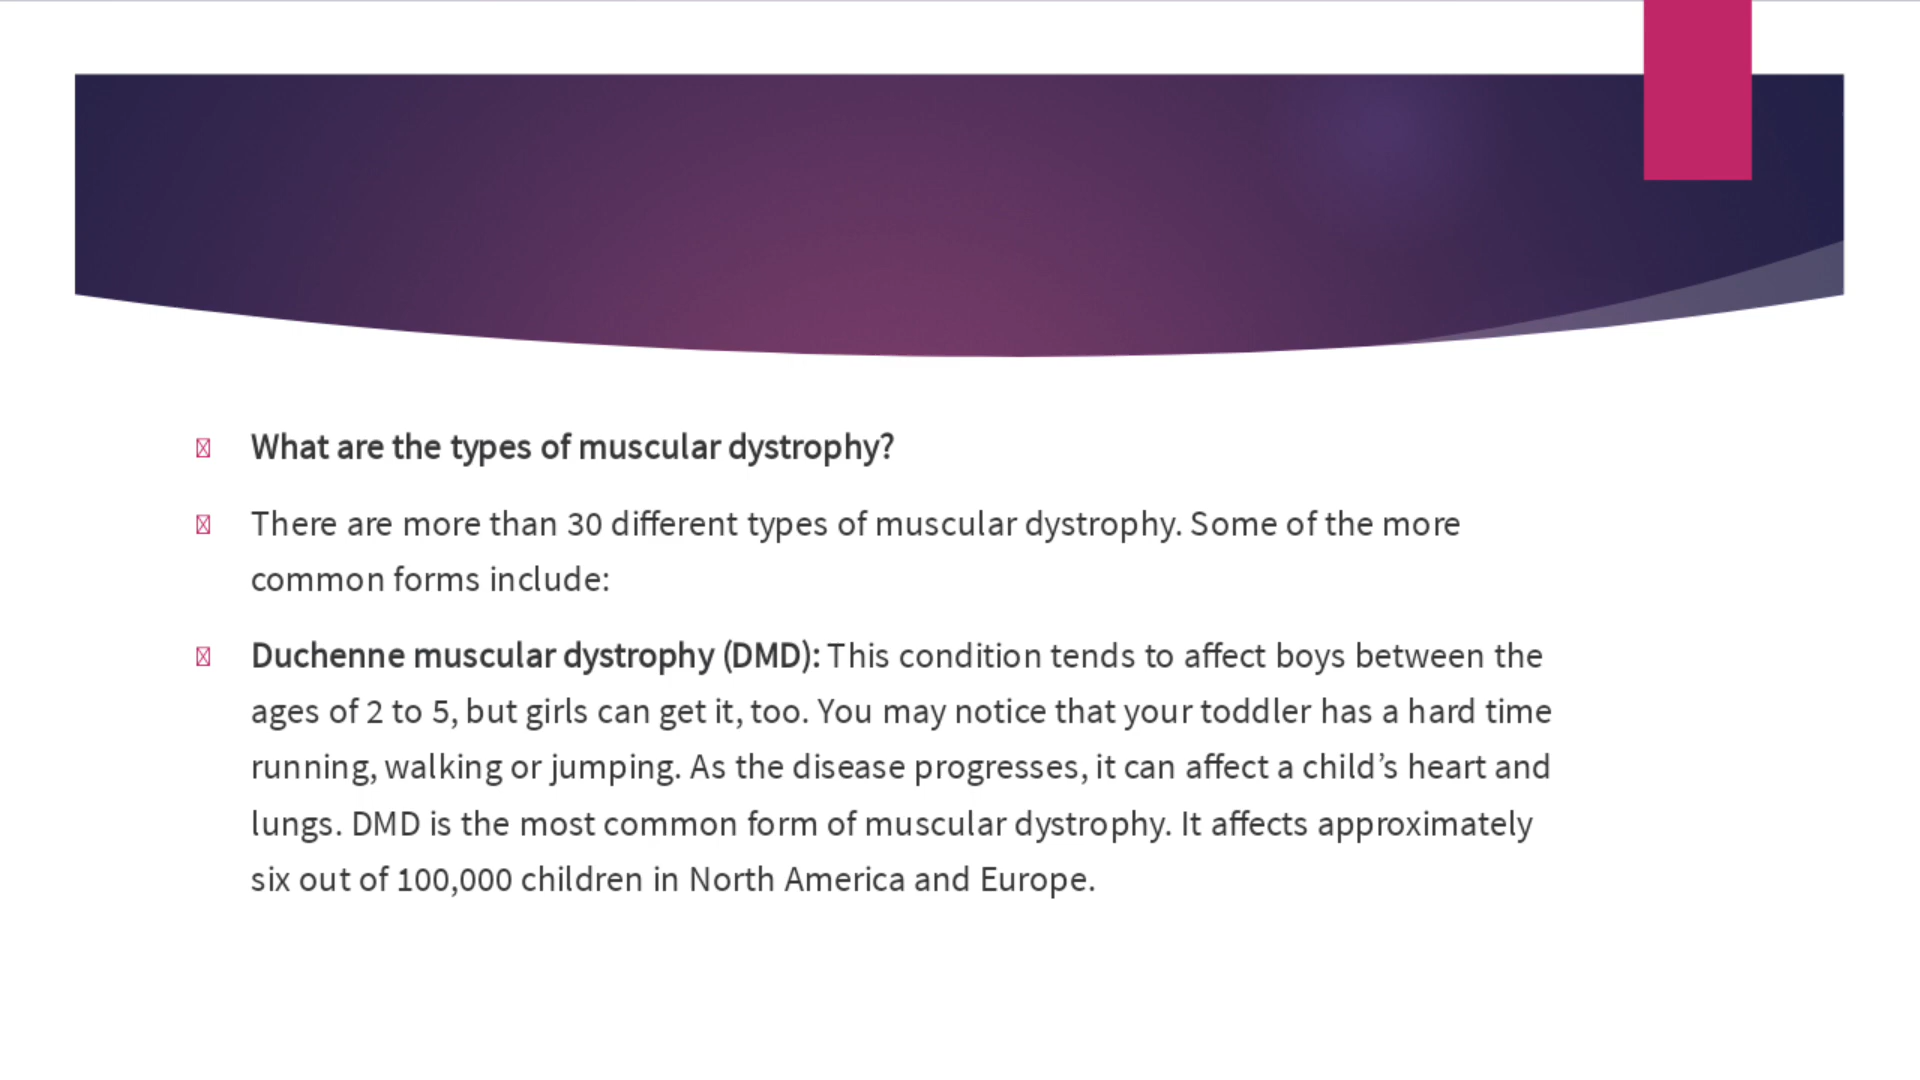 What are the types of muscular dystrophy?
There are more than 30 different types of muscular dystrophy. Some of the more
common forms include:
Duchenne muscular dystrophy (DMD): This condition tends to affect boys between the
ages of 2 to 5, but girls can get it, too. You may notice that your toddler has a hard time
running, walking or jumping. As the disease progresses, it can affect a child’s heart and
lungs. DMD is the most common form of muscular dystrophy. It affects approximately
six out of 100,000 children in North America and Europe.